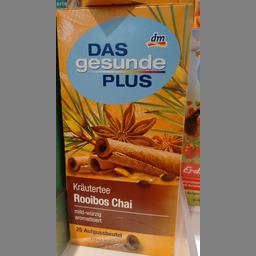 dm
DAS
gesunde
PLUS
Kräutertee
Rooibos Chai
mild-würzig
aromatisiert
25 Aufgussbeutel